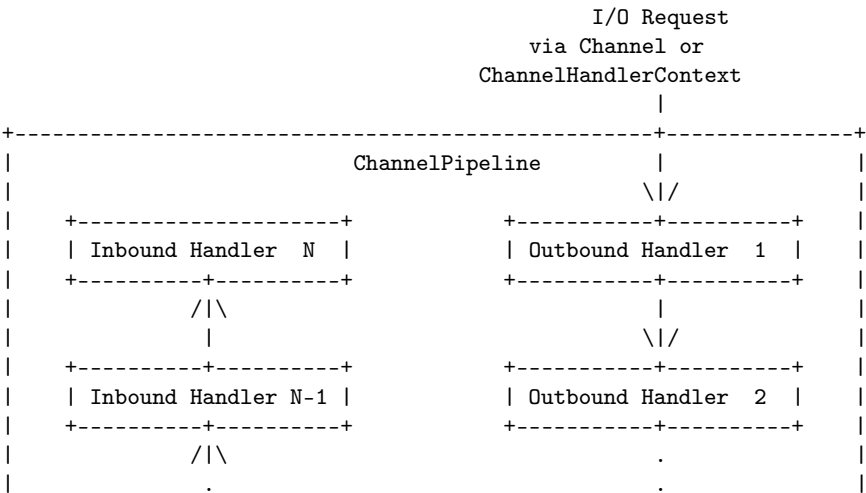 I/O Request
                                            via Channel or
                                        ChannelHandlerContext
                                                      |
+---------------------------------------------------+---------------+
|                           ChannelPipeline         |               |
|                                                  \|/              |
|    +---------------------+            +-----------+----------+    |
|    | Inbound Handler  N  |            | Outbound Handler  1  |    |
|    +----------+----------+            +-----------+----------+    |
|              /|\                                  |               |
|               |                                  \|/              |
|    +----------+----------+            +-----------+----------+    |
|    | Inbound Handler N-1 |            | Outbound Handler  2  |    |
|    +----------+----------+            +-----------+----------+    |
|              /|\                                  .               |
|               .                                   .               |